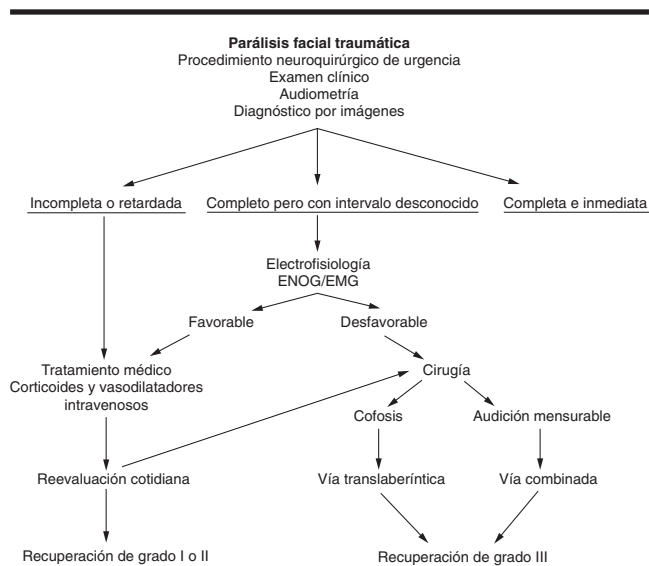 Parálisis facial traumática
Procedimiento neuroquirúrgico de urgencia
Examen clínico
Audiometría
Diagnóstico por imágenes
Incompleta o retardada
Completo pero con intervalo desconocido
Completa e inmediata
Electrofisiología
ENOG/EMG
Favorable
Desfavorable
Tratamiento médico
Corticoides y vasodilatadores
intravenosos
Cirugía
Cofosis
Audición mensurable
Reevaluación cotidiana
Vía translaberíntica
Vía combinada
Recuperación de grado I o II
Recuperación de grado III